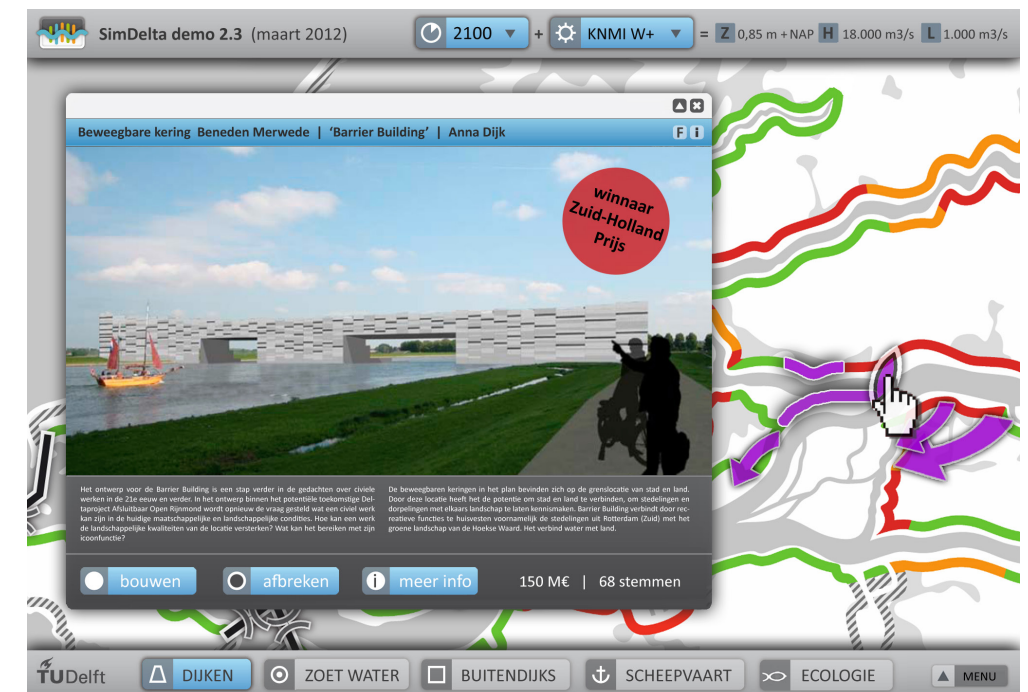 SimDelta demo 2.3 (maart 2012)
2100 + KNMI W+ = Z 0,85 m + NAP H 18.000 m3/s L 1.000 m3/s
Beweegbare kering Beneden Merwede | ‘Barrier Building’ | Anna Dijk
F i
winnaar
Zuid-Holland
Prijs
Het ontwerp voor de Barrier Building is een stap verder in de gedachten over civiele
werken in de 21e eeuw en verder. In het ontwerp binnen het potentiële toekomstige Del-
taproject Afsluitbaar Open Rijnmond wordt opnieuw de vraag gesteld wat een civiel werk
kan zijn in de huidige maatschappelijke en landschappelijke condities. Hoe kan een werk
de landschappelijke kwaliteiten van de locatie versterken? Wat kan het bereiken met zijn
icoonfunctie?
De beweegbaren keringen in het plan bevinden zich op de grenslocatie van stad en land.
Door deze locatie heeft het de potentie om stad en land te verbinden, om stedelingen en
dorpelingen met elkaars landschap te laten kennismaken. Barrier Building verbindt door rec-
reatieve functies te huisvesten voornamelijk de stedelingen uit Rotterdam (Zuid) met het
groene landschap van de Hoekse Waard. Het verbind water met land.
bouwen
afbreken
i meer info
150 M€ | 68 stemmen
TUDelft
DIJKEN
ZOET WATER
BUITENDIJKS
SCHEEPVAART
ECOLOGIE
MENU